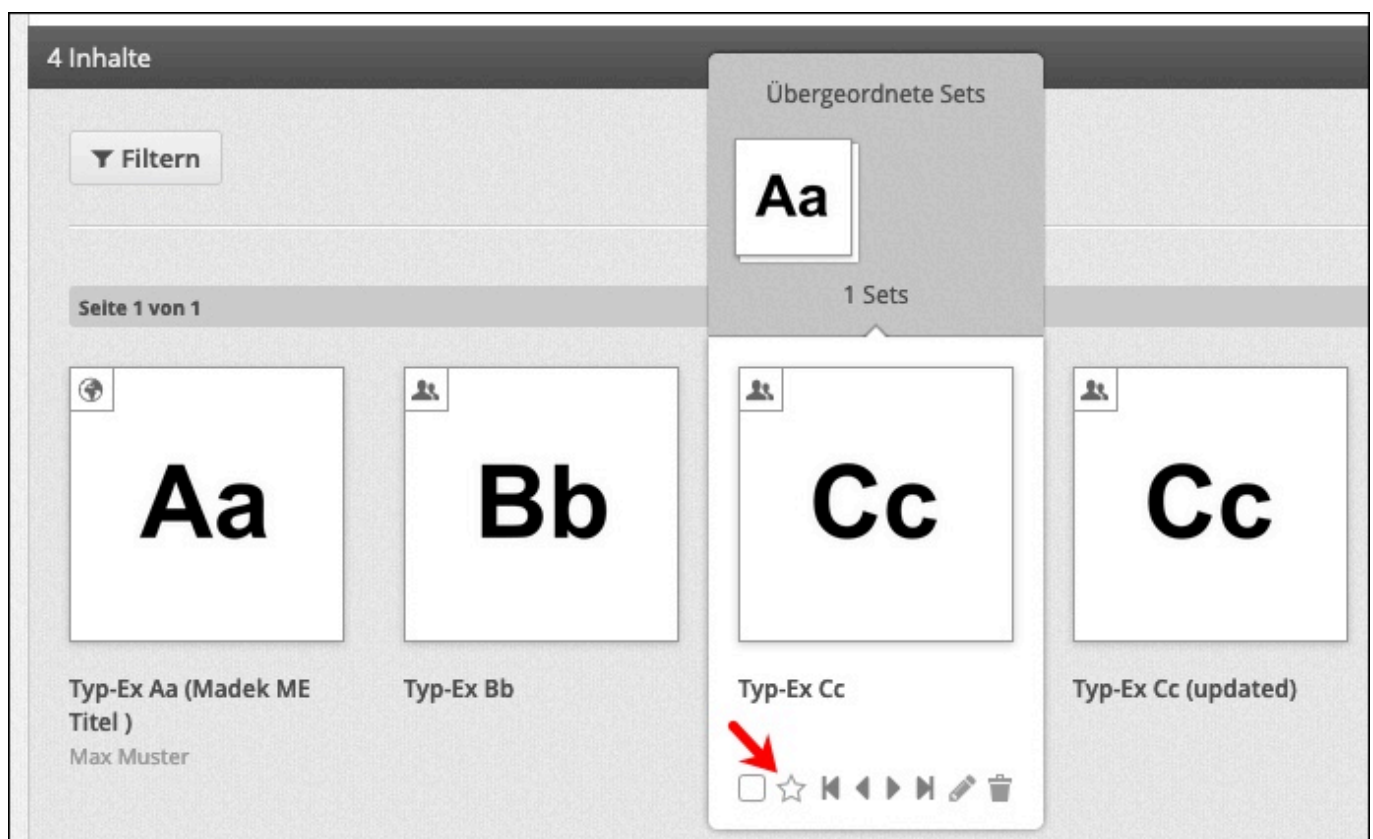 4 Inhalte
Übergeordnete Sets
Filtern
Aa
1 Sets
Seite 1 von 1
Aa
Bb
Cc
Cc
Typ-Ex Aa (Madek ME
Titel )
Max Muster
Typ-Ex Bb
Typ-Ex Cc
Typ-Ex Cc (updated)